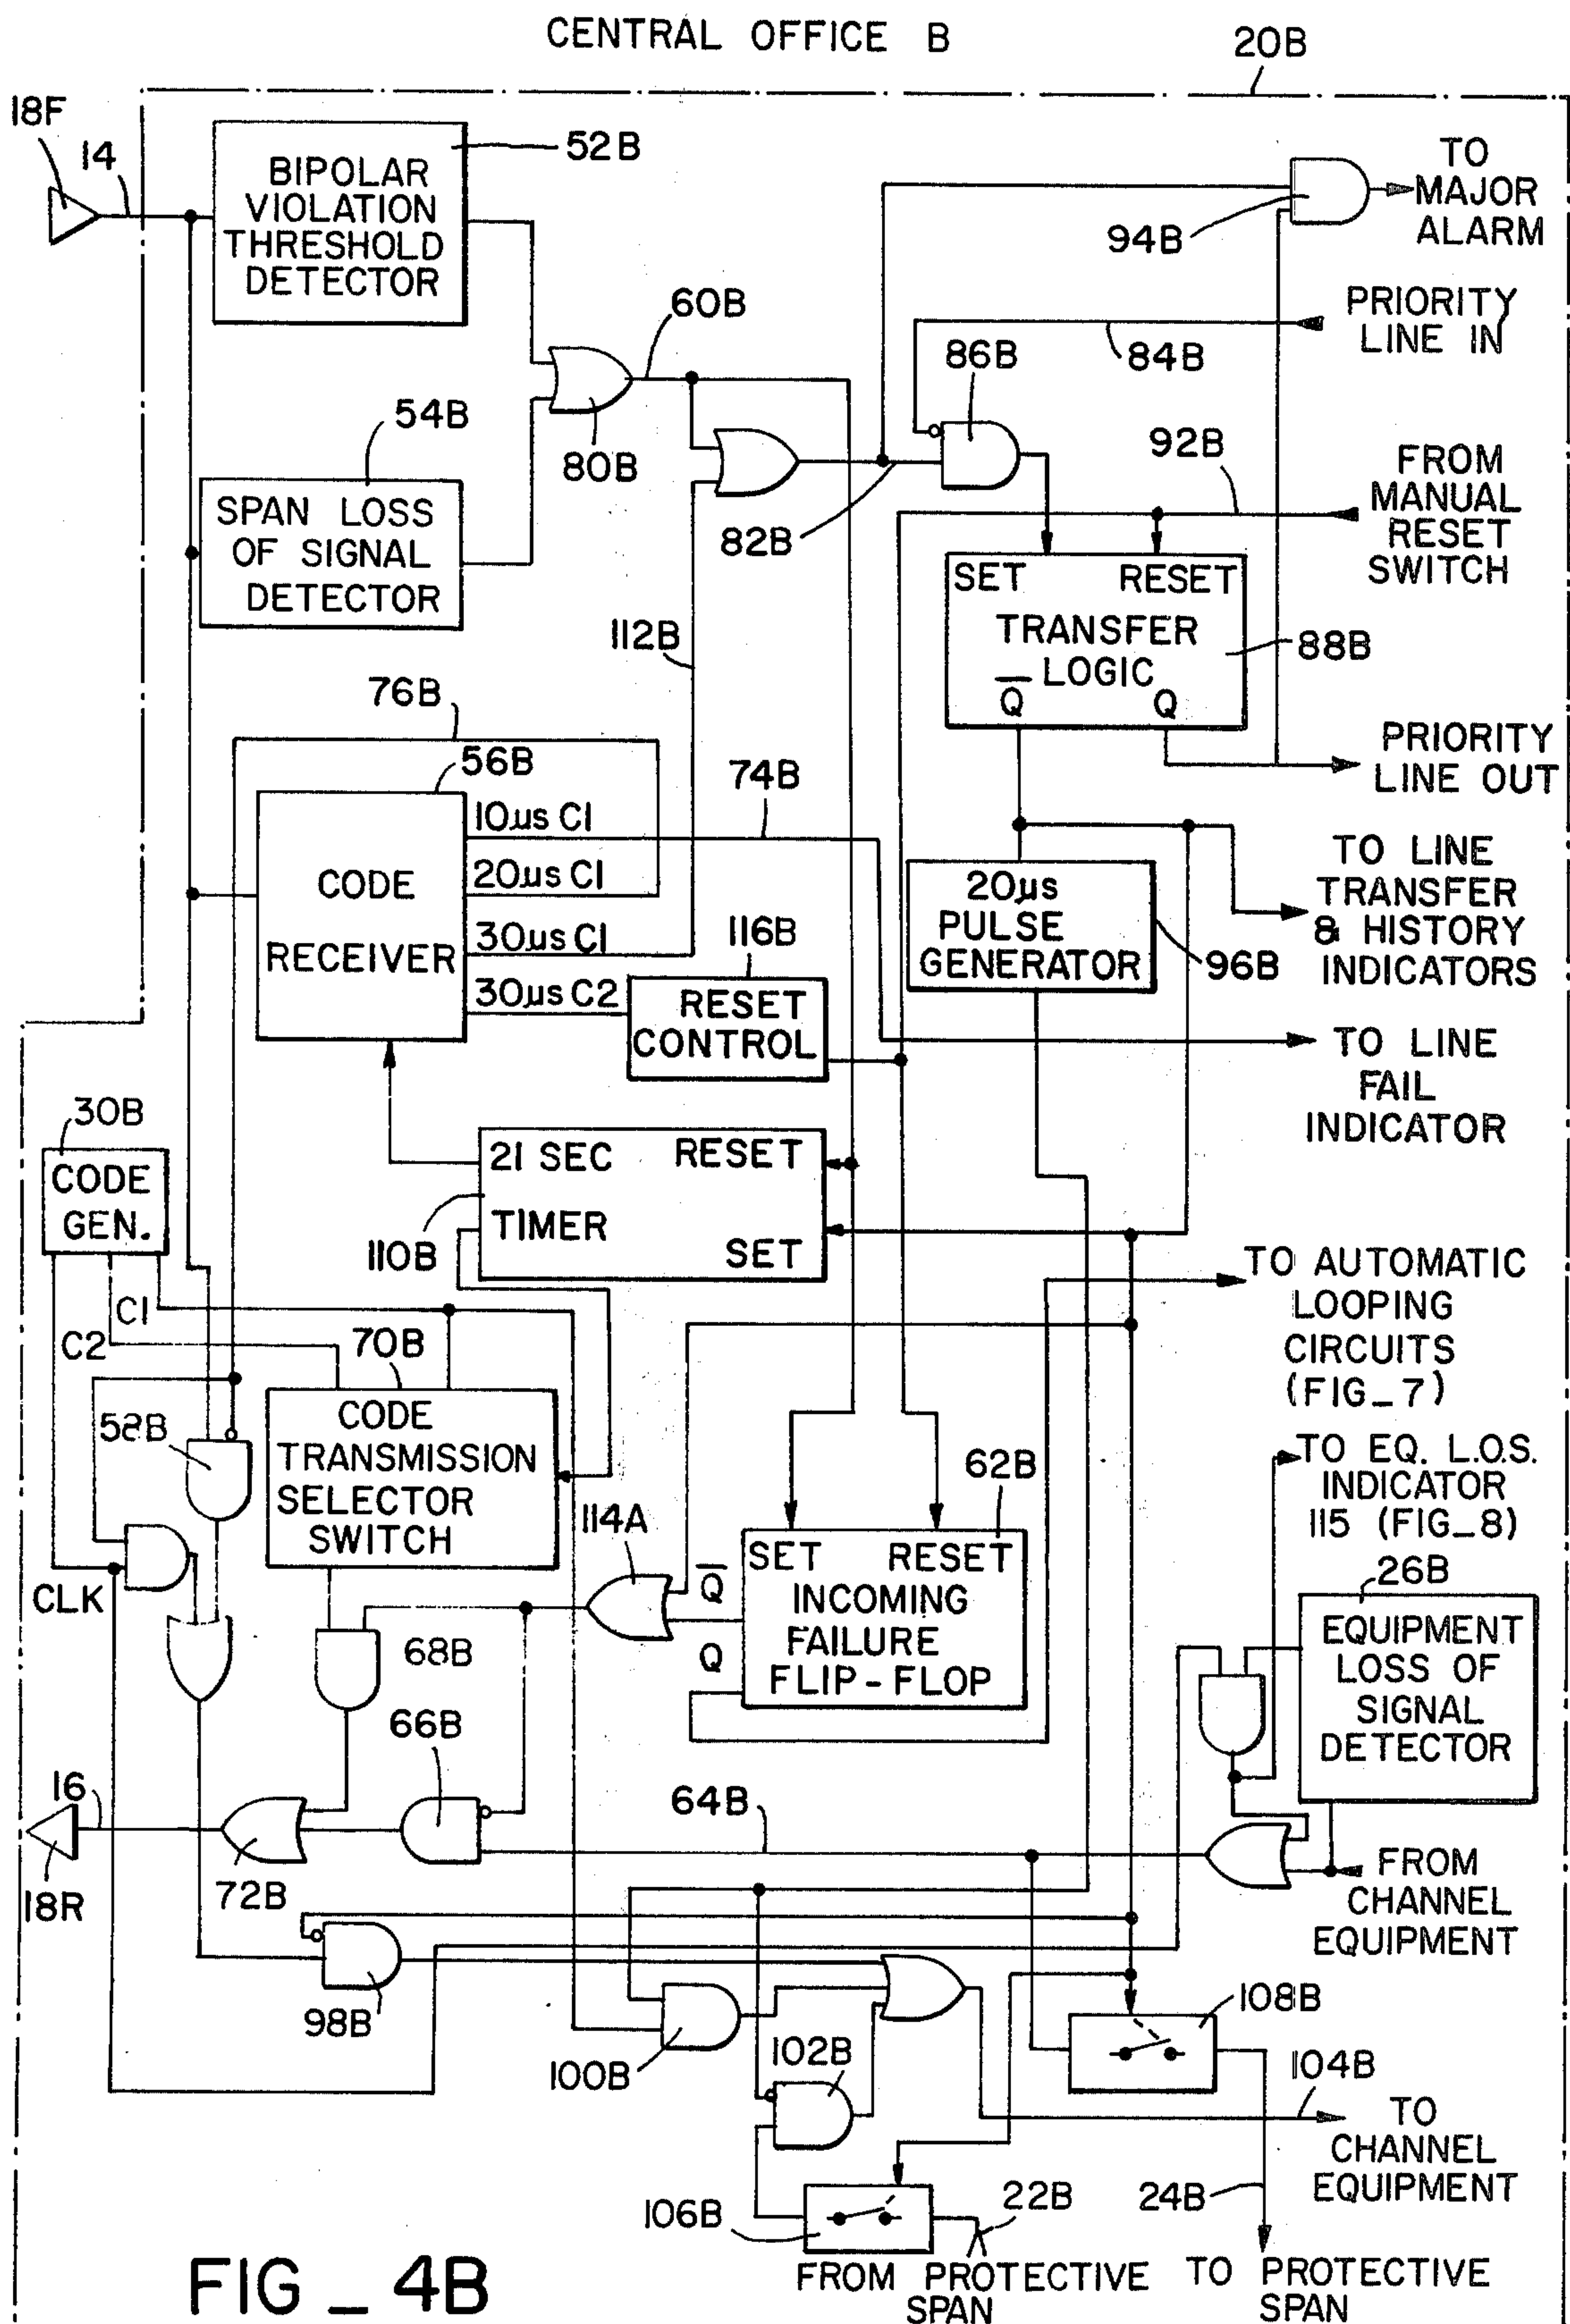 CENTRAL OFFICE B
20B
18F
14
BIPOLAR
VIOLATION
THRESHOLD
DETECTOR
52B
TO
MAJOR
ALARM
94B
PRIORITY
LINE IN
84B
86B
60B
80B
54B
SPAN LOSS
OF SIGNAL
DETECTOR
82B
92B
FROM
MANUAL
RESET
SWITCH
SET RESET
TRANSFER
LOGIC
Q Q
88B
112B
76B
56B
74B
PRIORITY
LINE OUT
CODE
RECEIVER
10µs C1
20µs C1
30µs C1
30µs C2
116B
RESET
CONTROL
20µs
PULSE
GENERATOR
96B
TO LINE
TRANSFER
& HISTORY
INDICATORS
TO LINE
FAIL
INDICATOR
30B
CODE
GEN.
21 SEC RESET
TIMER
SET
110B
C1
C2
70B
CODE
TRANSMISSION
SELECTOR
SWITCH
58B
CLK
TO AUTOMATIC
LOOPING
CIRCUITS
(FIG_7)
TO EQ. L.O.S.
INDICATOR
115 (FIG_8)
62B
114A
SET RESET
INCOMING
FAILURE
FLIP-FLOP
Q
Q
26B
EQUIPMENT
LOSS OF
SIGNAL
DETECTOR
68B
66B
64B
16
18R
72B
FROM
CHANNEL
EQUIPMENT
98B
100B
102B
108B
104B
TO
CHANNEL
EQUIPMENT
106B
22B
24B
FROM PROTECTIVE
SPAN
TO PROTECTIVE
SPAN
FIG_4B